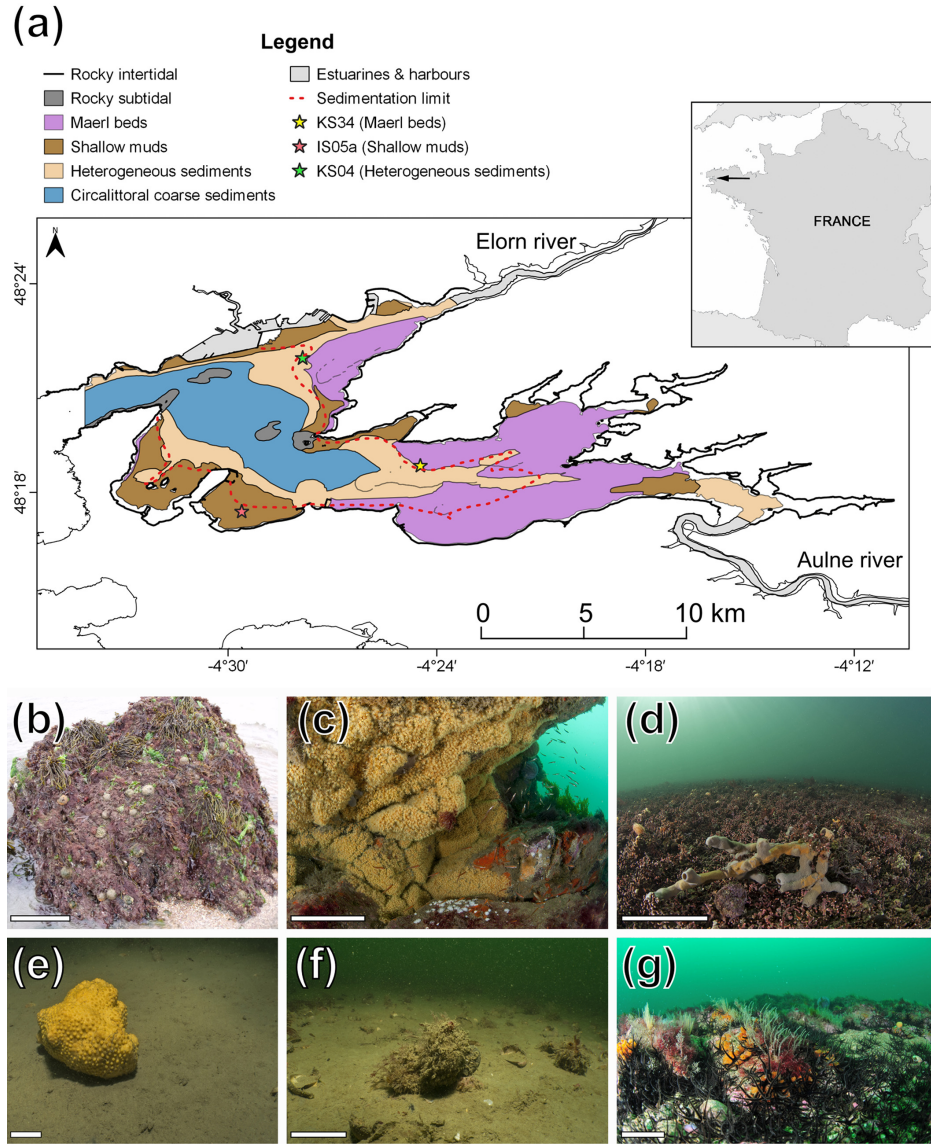 (a)
Legend
Rocky intertidal
Rocky subtidal
Maerl beds
Shallow muds
Heterogeneous sediments
Circalittoral coarse sediments
Estuarines & harbours
Sedimentation limit
KS34 (Maerl beds)
IS05a (Shallow muds)
KS04 (Heterogeneous sediments)
FRANCE
N
Elorn river
48°24'
48°18'
Aulne river
0 5 10 km
-4°30' -4°24' -4°18' -4°12'
(b) (c) (d)
(e) (f) (g)